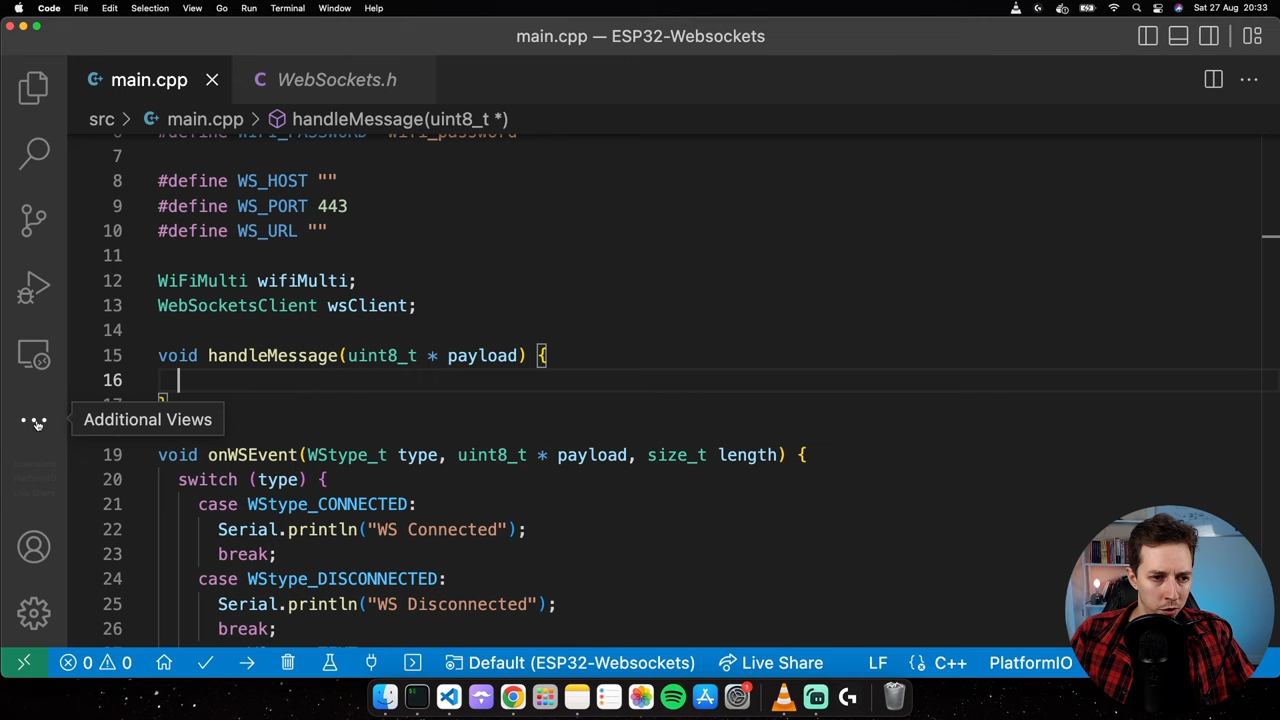 Code File Edit Selection View Go Run Terminal Window Help Sat 27 Aug 20:33
main.cpp — ESP32-Websockets
main.cpp WebSockets.h
src > main.cpp > handleMessage(uint8_t *)
6 #define WIFI_PASSWORD "wifi_password"
7
8 #define WS_HOST ""
9 #define WS_PORT 443
10 #define WS_URL ""
11
12 WiFiMulti wifiMulti;
13 WebSocketsClient wsClient;
14
15 void handleMessage(uint8_t * payload) {
16
17 }
Additional Views
19 void onWSEvent(WStype_t type, uint8_t * payload, size_t length) {
20 switch (type) {
21 case WStype_CONNECTED:
22 Serial.println("WS Connected");
23 break;
24 case WStype_DISCONNECTED:
25 Serial.println("WS Disconnected");
26 break;
0 0 Default (ESP32-Websockets) Live Share LF C++ PlatformIO